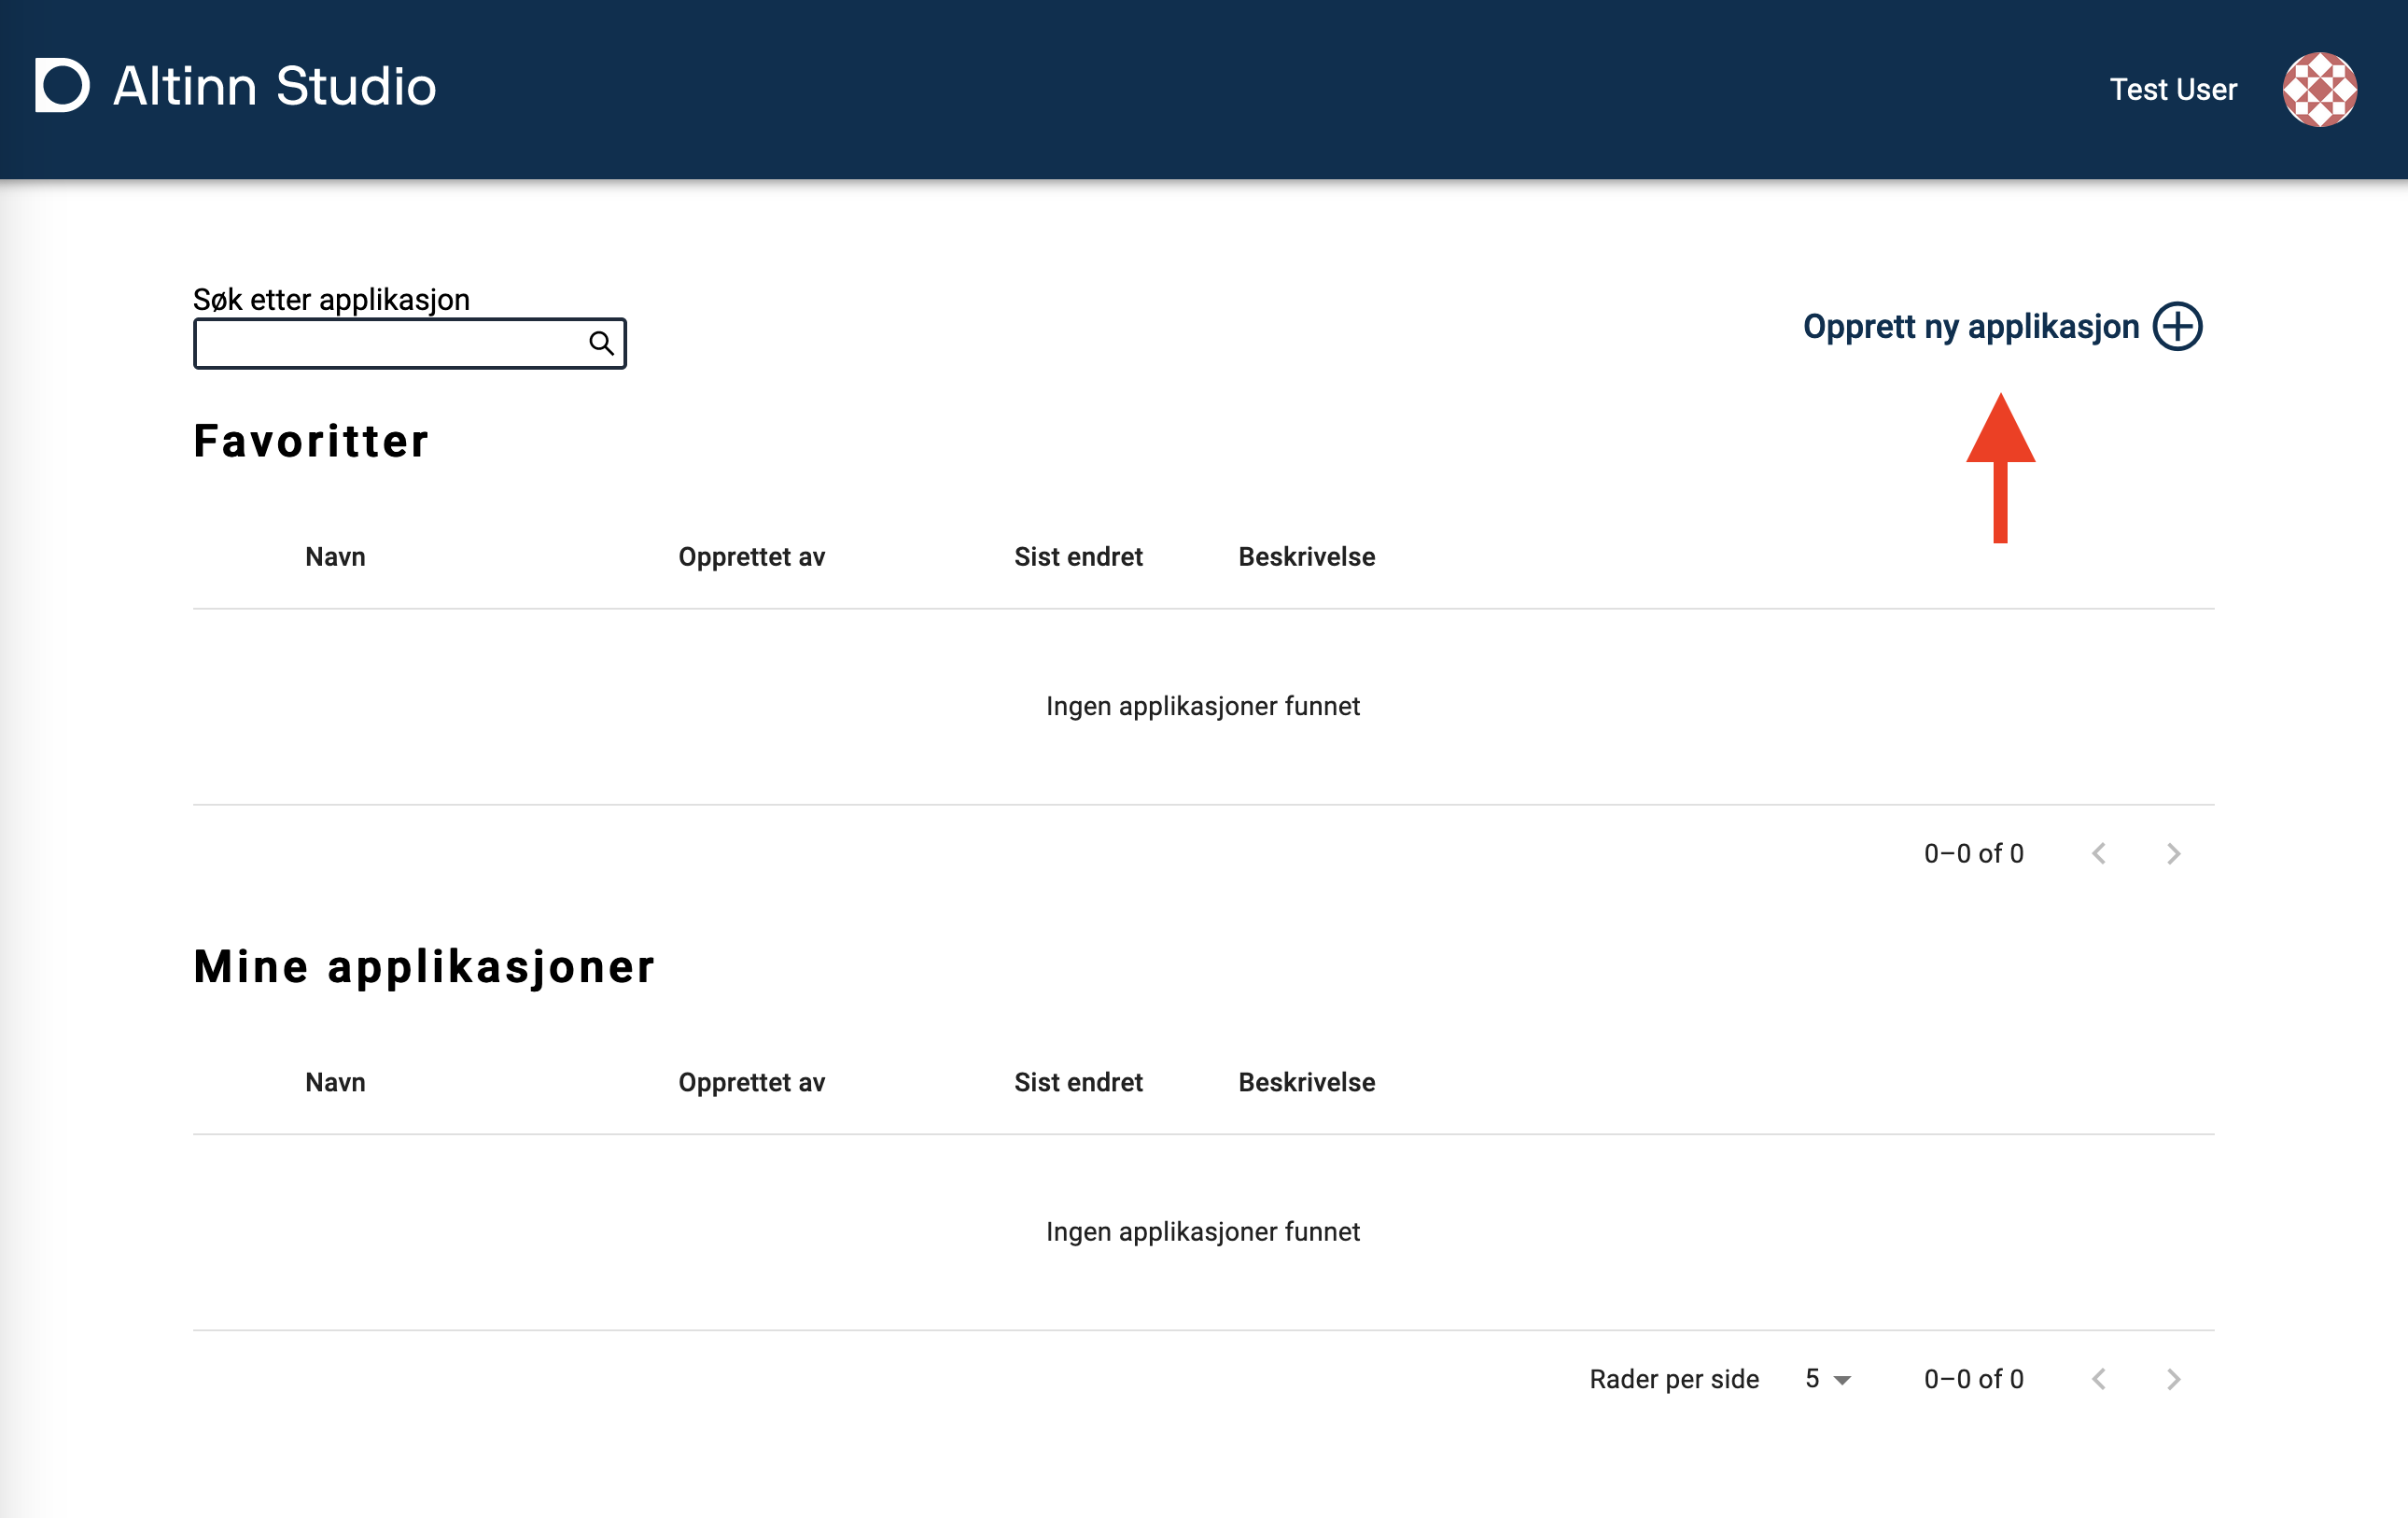 Altinn Studio
Test User
Søk etter applikasjon
Opprett ny applikasjon
Favoritter
Navn Opprettet av Sist endret Beskrivelse
Ingen applikasjoner funnet
0–0 of 0
Mine applikasjoner
Navn Opprettet av Sist endret Beskrivelse
Ingen applikasjoner funnet
Rader per side 5 0–0 of 0